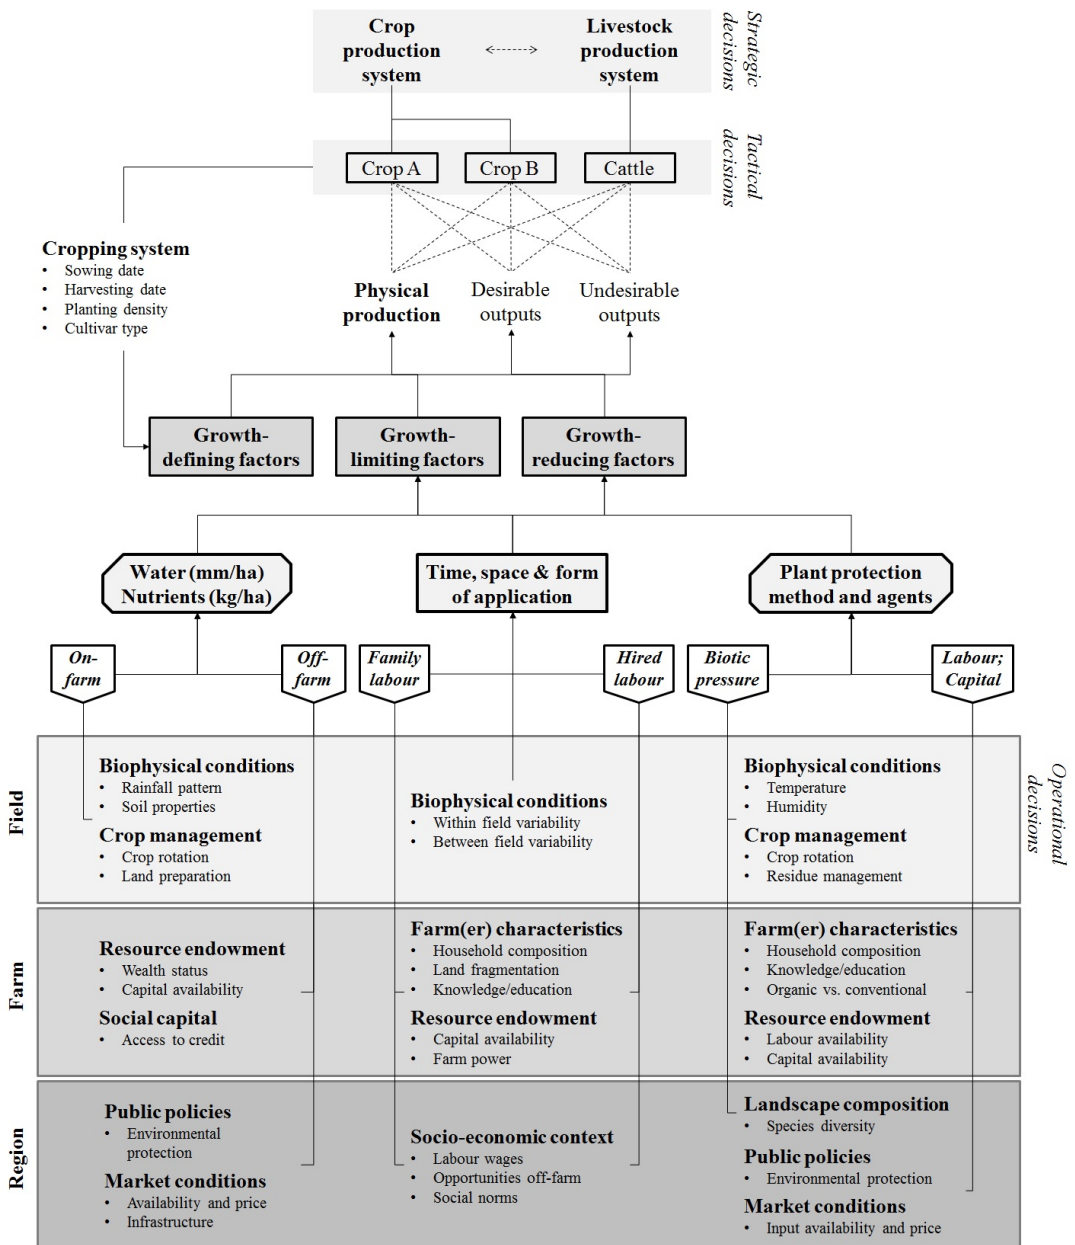 Crop
production
system
Livestock
production
system
Strategic
decisions
Tactical
decisions
Crop A
Crop B
Cattle
Cropping system
• Sowing date
• Harvesting date
• Planting density
• Cultivar type
Physical
production
Desirable
outputs
Undesirable
outputs
Growth-
defining factors
Growth-
limiting factors
Growth-
reducing factors
Water (mm/ha)
Nutrients (kg/ha)
Time, space & form
of application
Plant protection
method and agents
On-
farm
Off-
farm
Family
labour
Hired
labour
Biotic
pressure
Labour;
Capital
Operational
decisions
Field
Biophysical conditions
• Rainfall pattern
• Soil properties
Crop management
• Crop rotation
• Land preparation
Biophysical conditions
• Within field variability
• Between field variability
Biophysical conditions
• Temperature
• Humidity
Crop management
• Crop rotation
• Residue management
Farm
Resource endowment
• Wealth status
• Capital availability
Social capital
• Access to credit
Farm(er) characteristics
• Household composition
• Land fragmentation
• Knowledge/education
Resource endowment
• Capital availability
• Farm power
Farm(er) characteristics
• Household composition
• Knowledge/education
• Organic vs. conventional
Resource endowment
• Labour availability
• Capital availability
Region
Public policies
• Environmental
protection
Market conditions
• Availability and price
• Infrastructure
Socio-economic context
• Labour wages
• Opportunities off-farm
• Social norms
Landscape composition
• Species diversity
Public policies
• Environmental protection
Market conditions
• Input availability and price